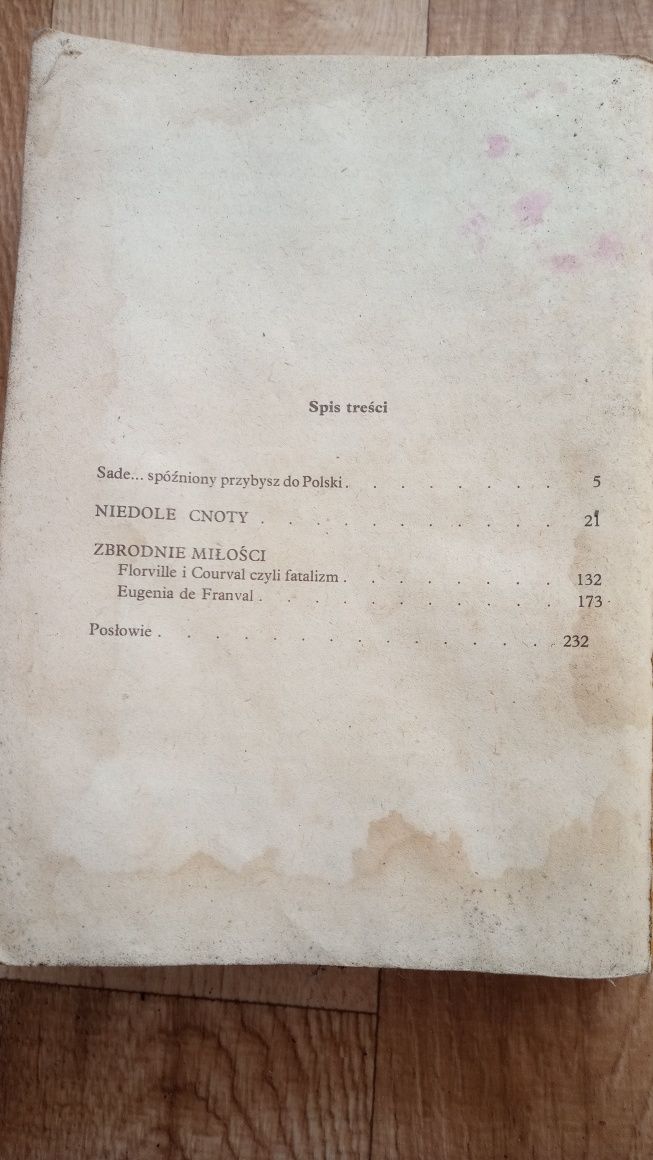 Spis treści
Sade... spóźniony przybysz do Polski . . . . . . . . 5
NIEDOLE CNOTY . . . . . . . . . . . 21
ZBRODNIE MIŁOŚCI
Florville i Courval czyli fatalizm . . . . . . . . 132
Eugenia de Franval . . . . . . . . . . . 173
Posłowie . . . . . . . . . . . . . . 232